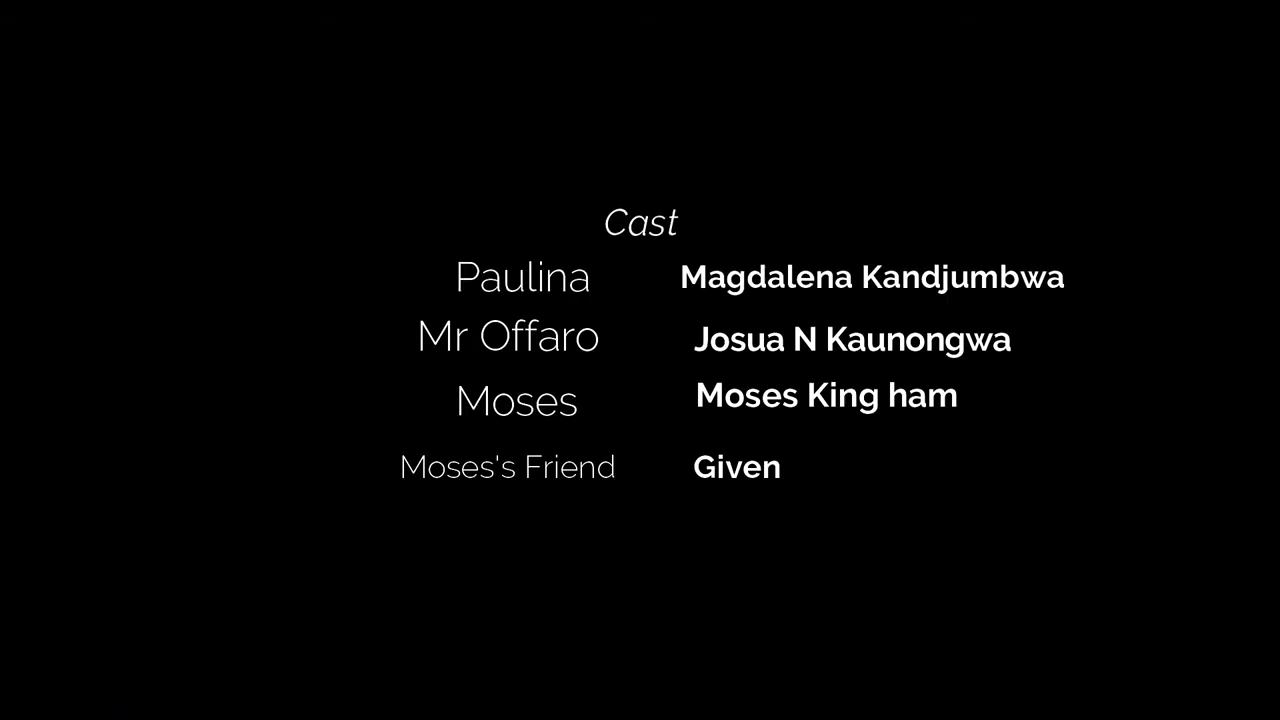 Cast
Paulina Magdalena Kandjumbwa
Mr Offaro Josua N Kaunongwa
Moses Moses King ham
Moses's Friend Given